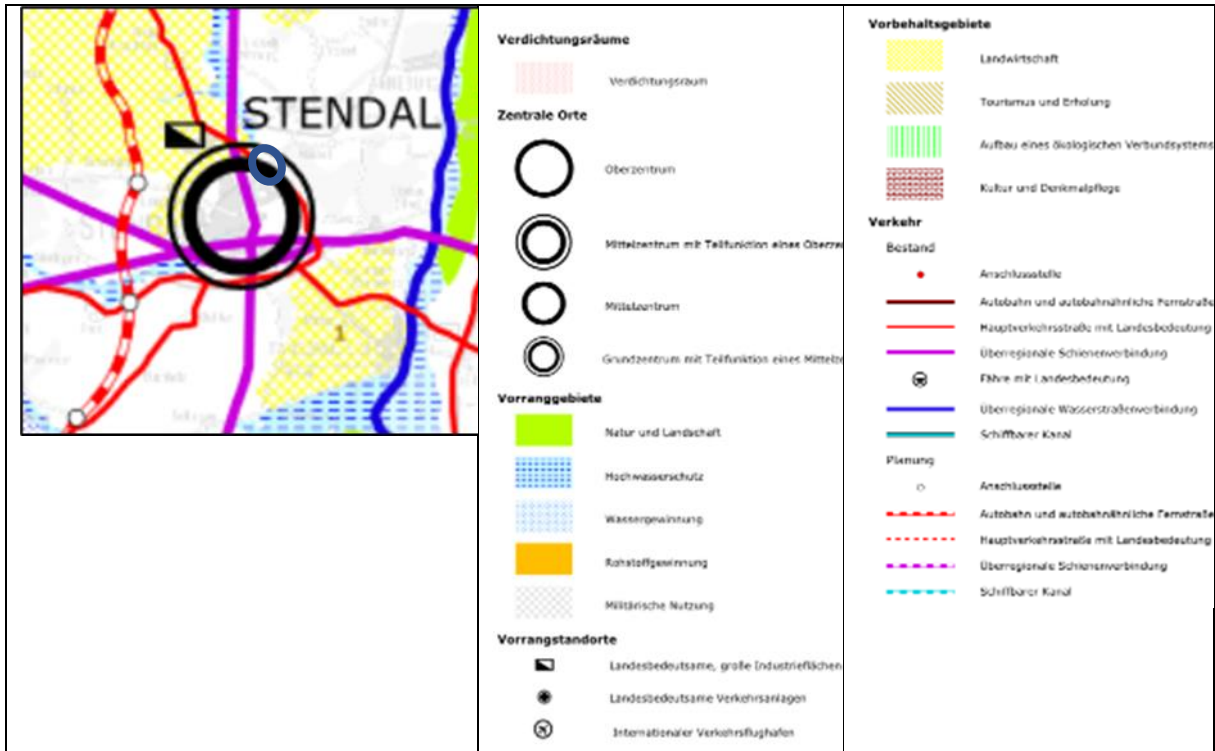 STENDAL
1
Verdichtungsräume
Verdichtungsraum
Zentrale Orte
Oberzentrum
Mittelzentrum mit Teilfunktion eines Oberze
Mittelzentrum
Grundzentrum mit Teilfunktion eines Mittelze
Vorranggebiete
Natur und Landschaft
Hochwasserschutz
Wassergewinnung
Rohstoffgewinnung
Militärische Nutzung
Vorrangstandorte
Landesbedeutsame, große Industrieflächen
Landesbedeutsame Verkehrsanlagen
Internationaler Verkehrsflughafen
Vorbehaltsgebiete
Landwirtschaft
Tourismus und Erholung
Aufbau eines ökologischen Verbundsystems
Kultur und Denkmalpflege
Verkehr
Bestand
Anschlussstelle
Autobahn und autobahnähnliche Fernstraße
Hauptverkehrsstraße mit Landesbedeutung
Überregionale Schienenverbindung
Fähre mit Landesbedeutung
Überregionale Wasserstraßenverbindung
Schiffbarer Kanal
Planung
Anschlussstelle
Autobahn und autobahnähnliche Fernstraße
Hauptverkehrsstraße mit Landesbedeutung
Überregionale Schienenverbindung
Schiffbarer Kanal